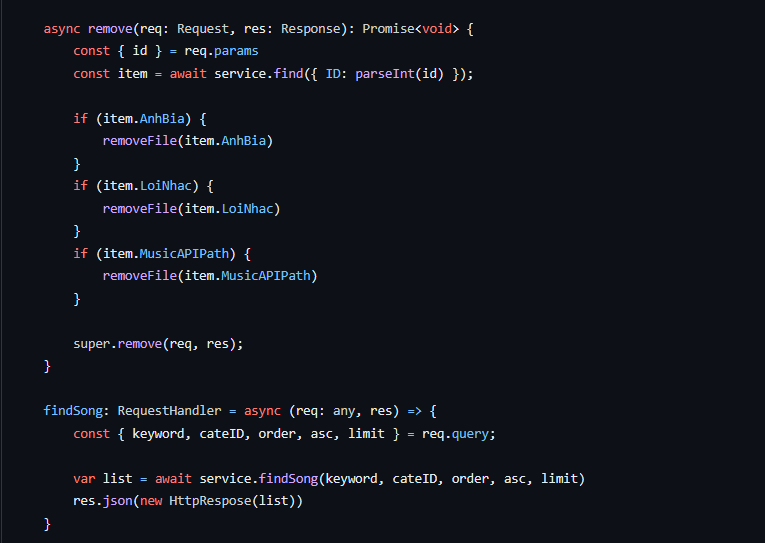 async remove(req: Request, res: Response): Promise<void> {
const { id } = req.params
const item = await service.find({ ID: parseInt(id) });
if (item.AnhBia) {
removeFile(item.AnhBia)
}
if (item.LoiNhac) {
removeFile(item.LoiNhac)
}
if (item.MusicAPIPath) {
removeFile(item.MusicAPIPath)
}
super.remove(req, res);
}
findSong: RequestHandler = async (req: any, res) => {
const { keyword, cateID, order, asc, limit } = req.query;
var list = await service.findSong(keyword, cateID, order, asc, limit)
res.json(new HttpRespose(list))
}